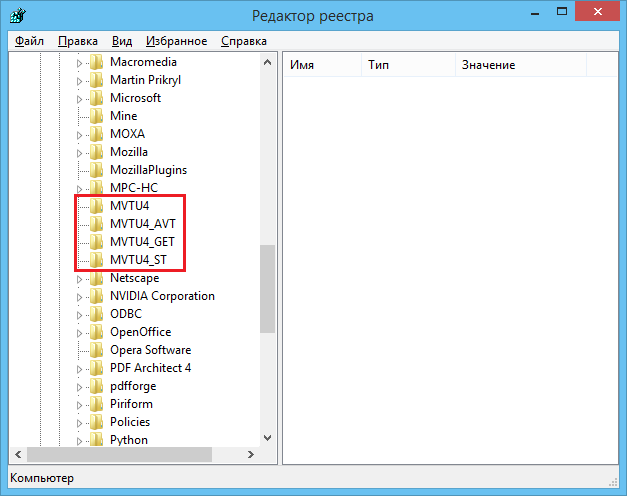 Редактор реестра
Файл Правка Вид Избранное Справка
Имя Тип Значение
Macromedia
Martin Prikryl
Microsoft
Mine
MOXA
Mozilla
MozillaPlugins
MPC-HC
MVTU4
MVTU4_AVT
MVTU4_GET
MVTU4_ST
Netscape
NVIDIA Corporation
ODBC
OpenOffice
Opera Software
PDF Architect 4
pdfforge
Piriform
Policies
Python
Компьютер